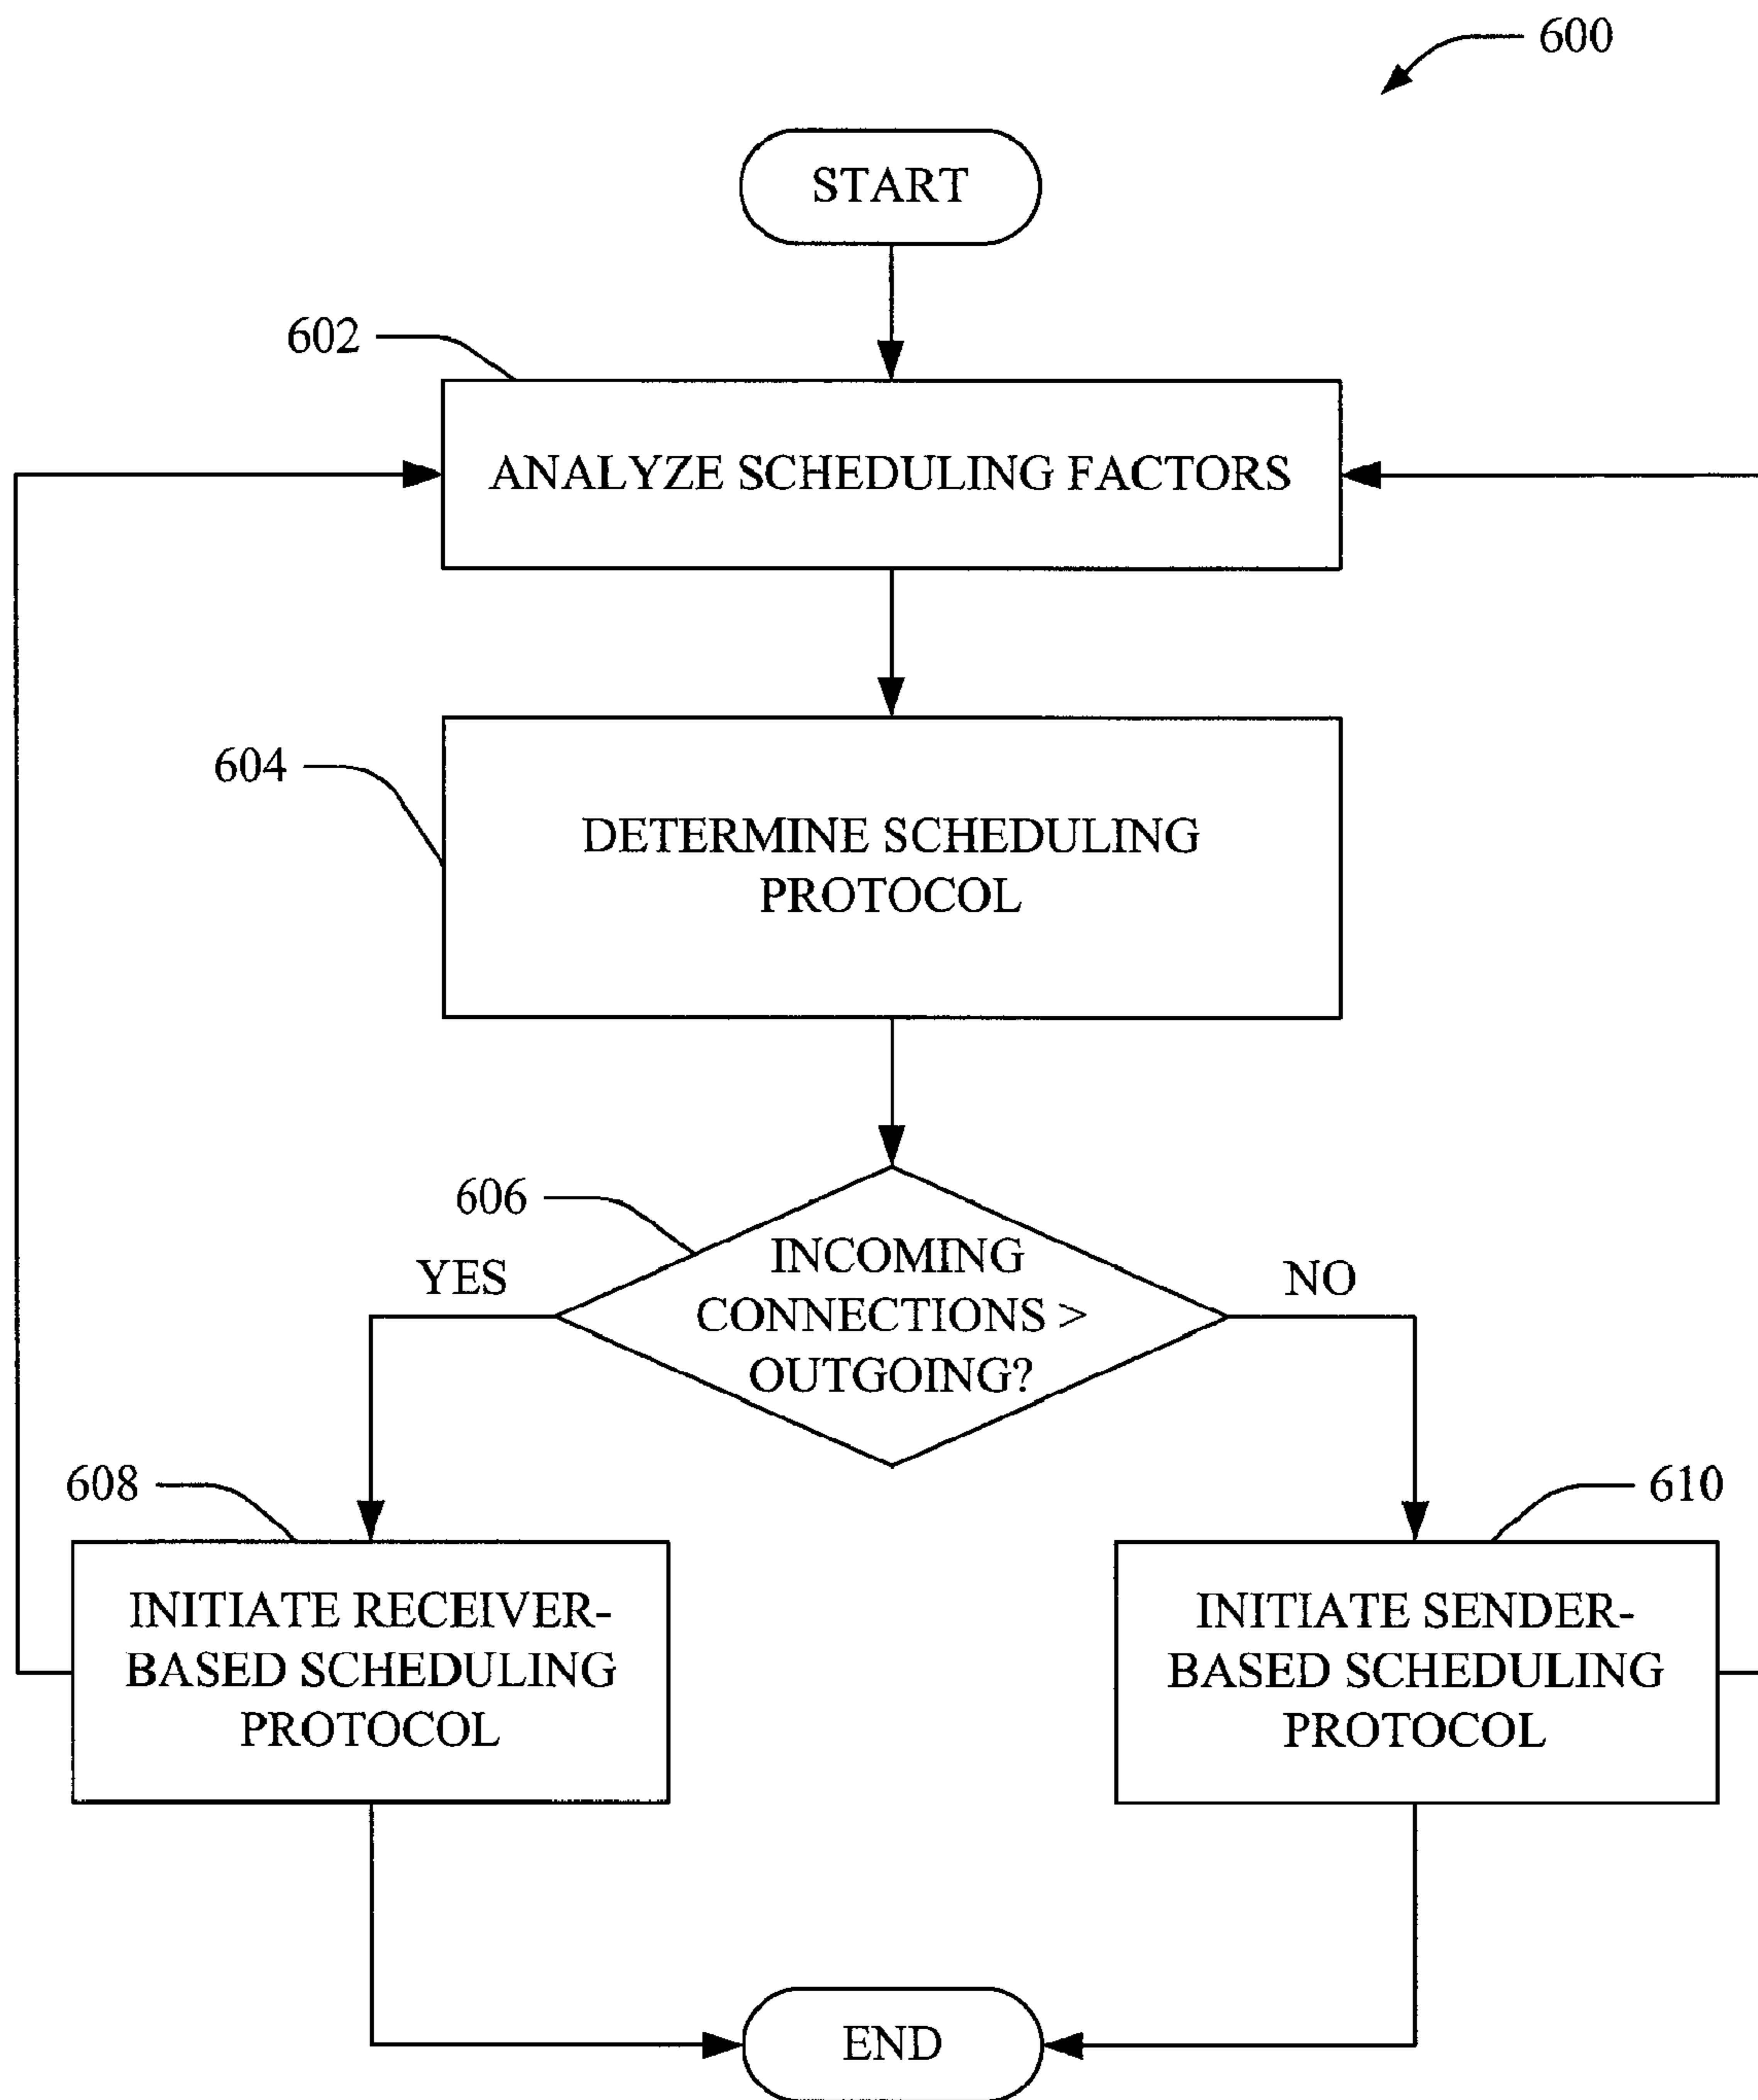 600
START
602
ANALYZE SCHEDULING FACTORS
604
DETERMINE SCHEDULING
PROTOCOL
606
INCOMING
CONNECTIONS >
OUTGOING?
YES
NO
608
610
INITIATE RECEIVER-
BASED SCHEDULING
PROTOCOL
INITIATE SENDER-
BASED SCHEDULING
PROTOCOL
END